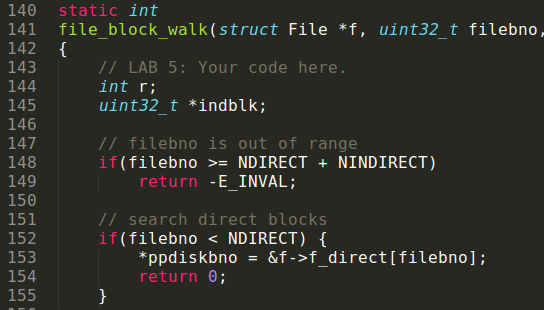 140 static int
141 file_block_walk(struct File *f, uint32_t filebno,
142 {
143     // LAB 5: Your code here.
144     int r;
145     uint32_t *indblk;
146
147     // filebno is out of range
148     if(filebno >= NDIRECT + NINDIRECT)
149         return -E_INVAL;
150
151     // search direct blocks
152     if(filebno < NDIRECT) {
153         *ppdiskbno = &f->f_direct[filebno];
154         return 0;
155     }